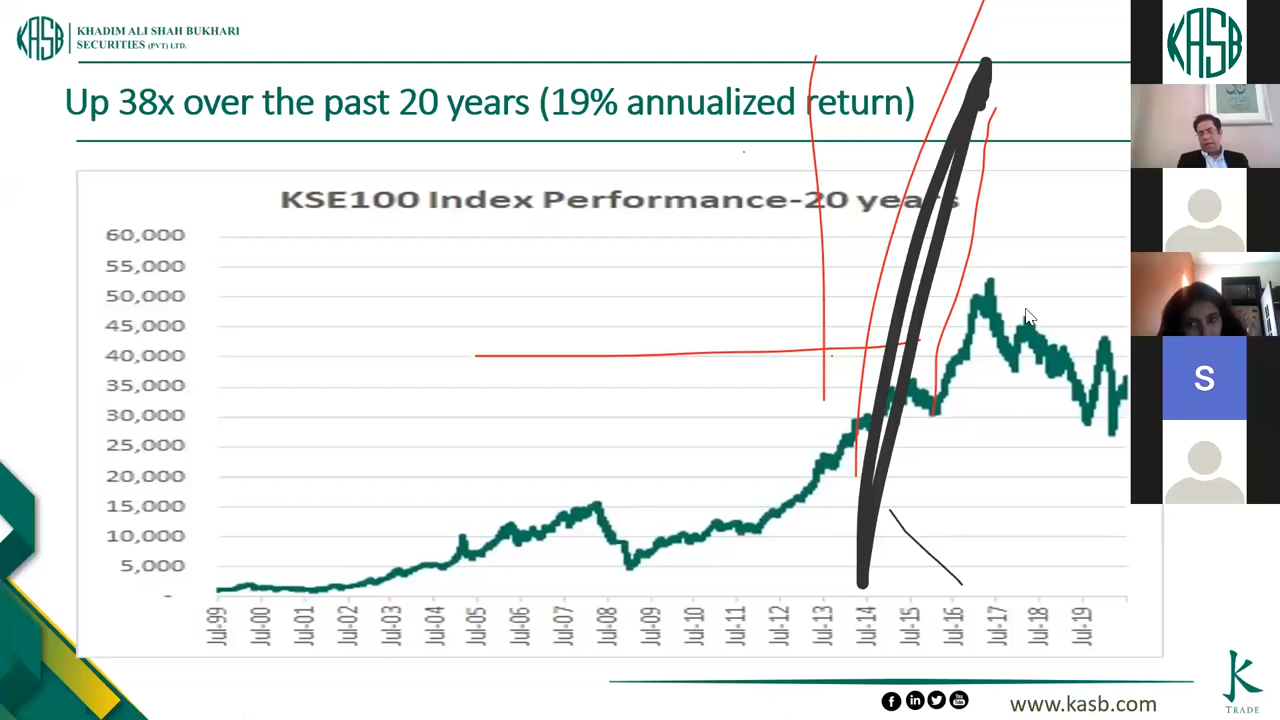 KASB
KHADIM ALI SHAH BUKHARI
SECURITIES (PVT) LTD.
KASB
Up 38x over the past 20 years (19% annualized return)
KSE100 Index Performance-20 years
60,000
55,000
50,000
45,000
40,000
35,000
30,000
25,000
20,000
15,000
10,000
5,000
-
Jul-99
Jul-00
Jul-01
Jul-02
Jul-03
Jul-04
Jul-05
Jul-06
Jul-07
Jul-08
Jul-09
Jul-10
Jul-11
Jul-12
Jul-13
Jul-14
Jul-15
Jul-16
Jul-17
Jul-18
Jul-19
S
www.kasb.com
K
TRADE